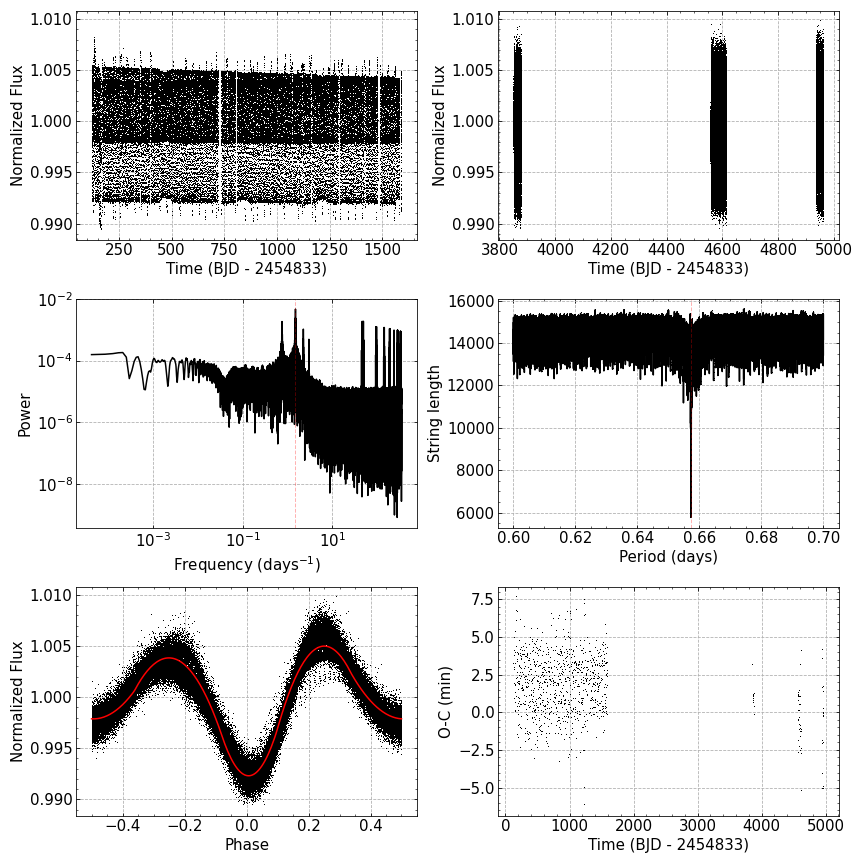 1.010
1.005
1.000
0.995
0.990
Normalized Flux
250 500 750 1000 1250 1500
Time (BJD - 2454833)
1.010
1.005
1.000
0.995
0.990
Normalized Flux
3800 4000 4200 4400 4600 4800 5000
Time (BJD - 2454833)
10−2
10−4
10−6
10−8
Power
10−3 10−1 101
Frequency (days−1)
16000
14000
12000
10000
8000
6000
String length
0.60 0.62 0.64 0.66 0.68 0.70
Period (days)
1.010
1.005
1.000
0.995
0.990
Normalized Flux
−0.4 −0.2 0.0 0.2 0.4
Phase
7.5
5.0
2.5
0.0
−2.5
−5.0
O-C (min)
0 1000 2000 3000 4000 5000
Time (BJD - 2454833)